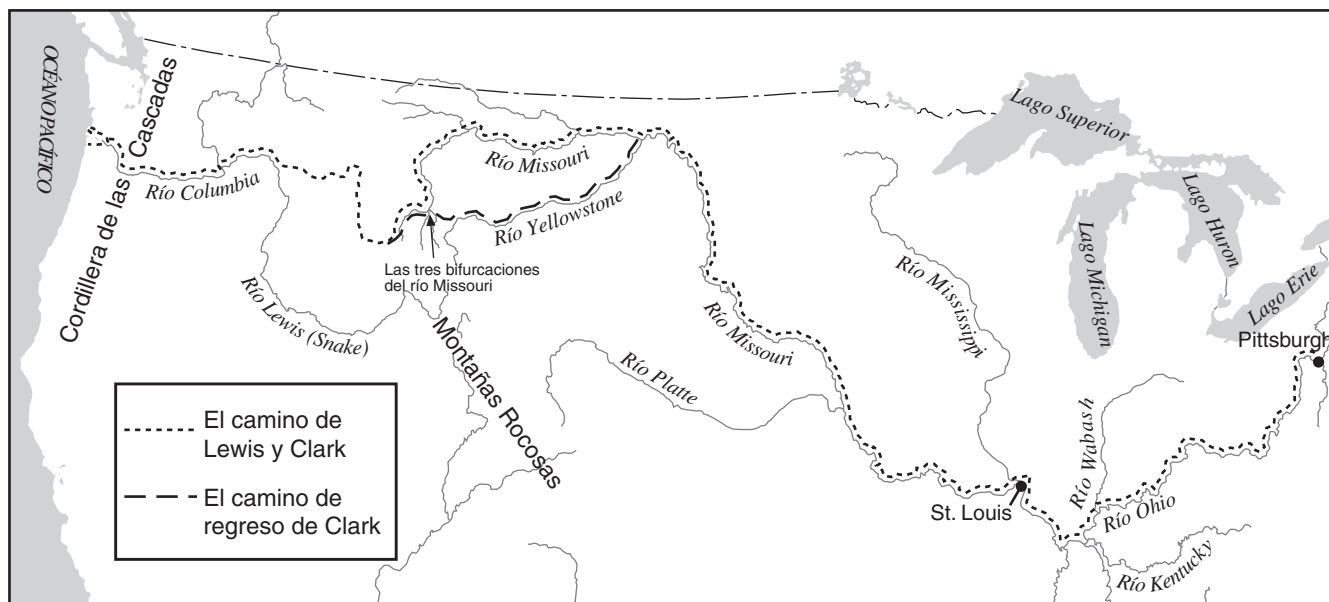 OCÉANO PACÍFICO
Cordillera de las Cascadas
Río Columbia
Río Lewis (Snake)
Las tres bifurcaciones
del río Missouri
Río Missouri
Río Yellowstone
Montañas Rocosas
Río Platte
Río Missouri
Río Mississippi
Lago Superior
Lago Michigan
Lago Huron
Lago Erie
Pittsburgh
St. Louis
Río Wabash
Río Ohio
Río Kentucky
El camino de
Lewis y Clark
El camino de
regreso de Clark